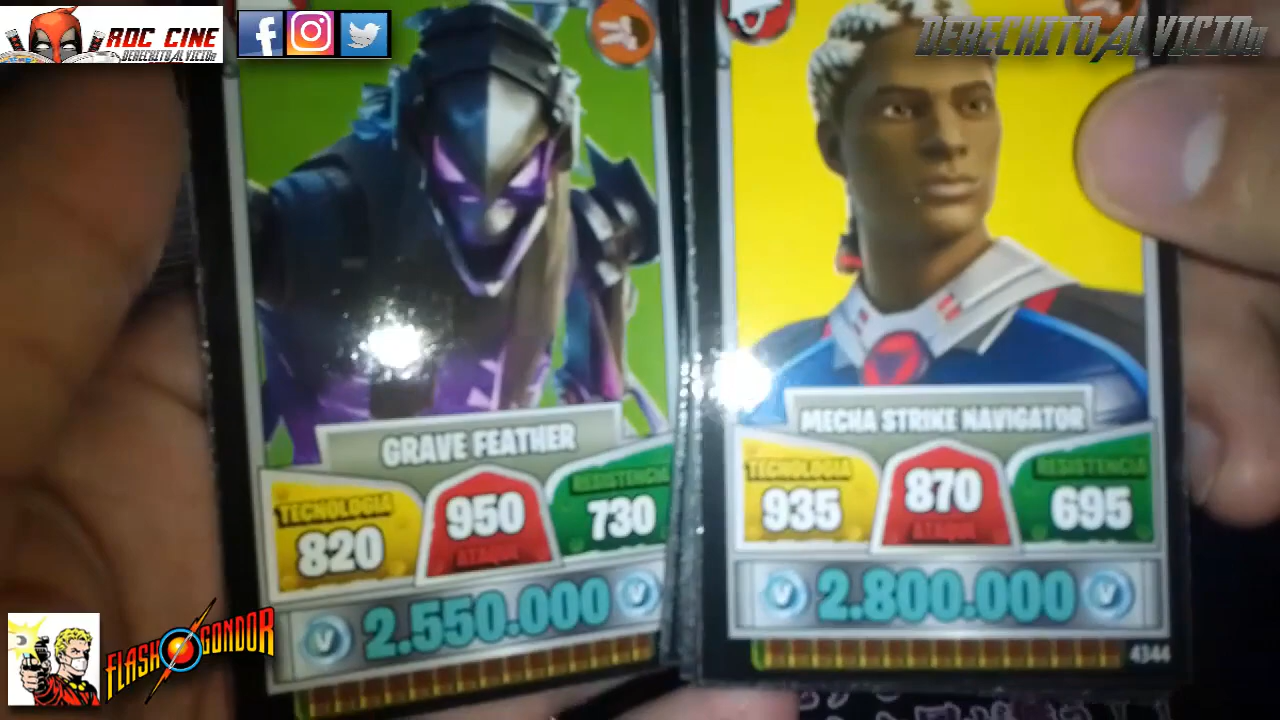 ROC CINE
DERECHITO AL VICIO
DERECHITO AL VICIO
GRAVE FEATHER
TECNOLOGIA
820
950
ATAQUE
RESISTENCIA
730
V
2.550.000
V
MECHA STRIKE NAVIGATOR
TECNOLOGIA
935
870
ATAQUE
RESISTENCIA
695
V
2.800.000
V
4344
FLASH GONDOR